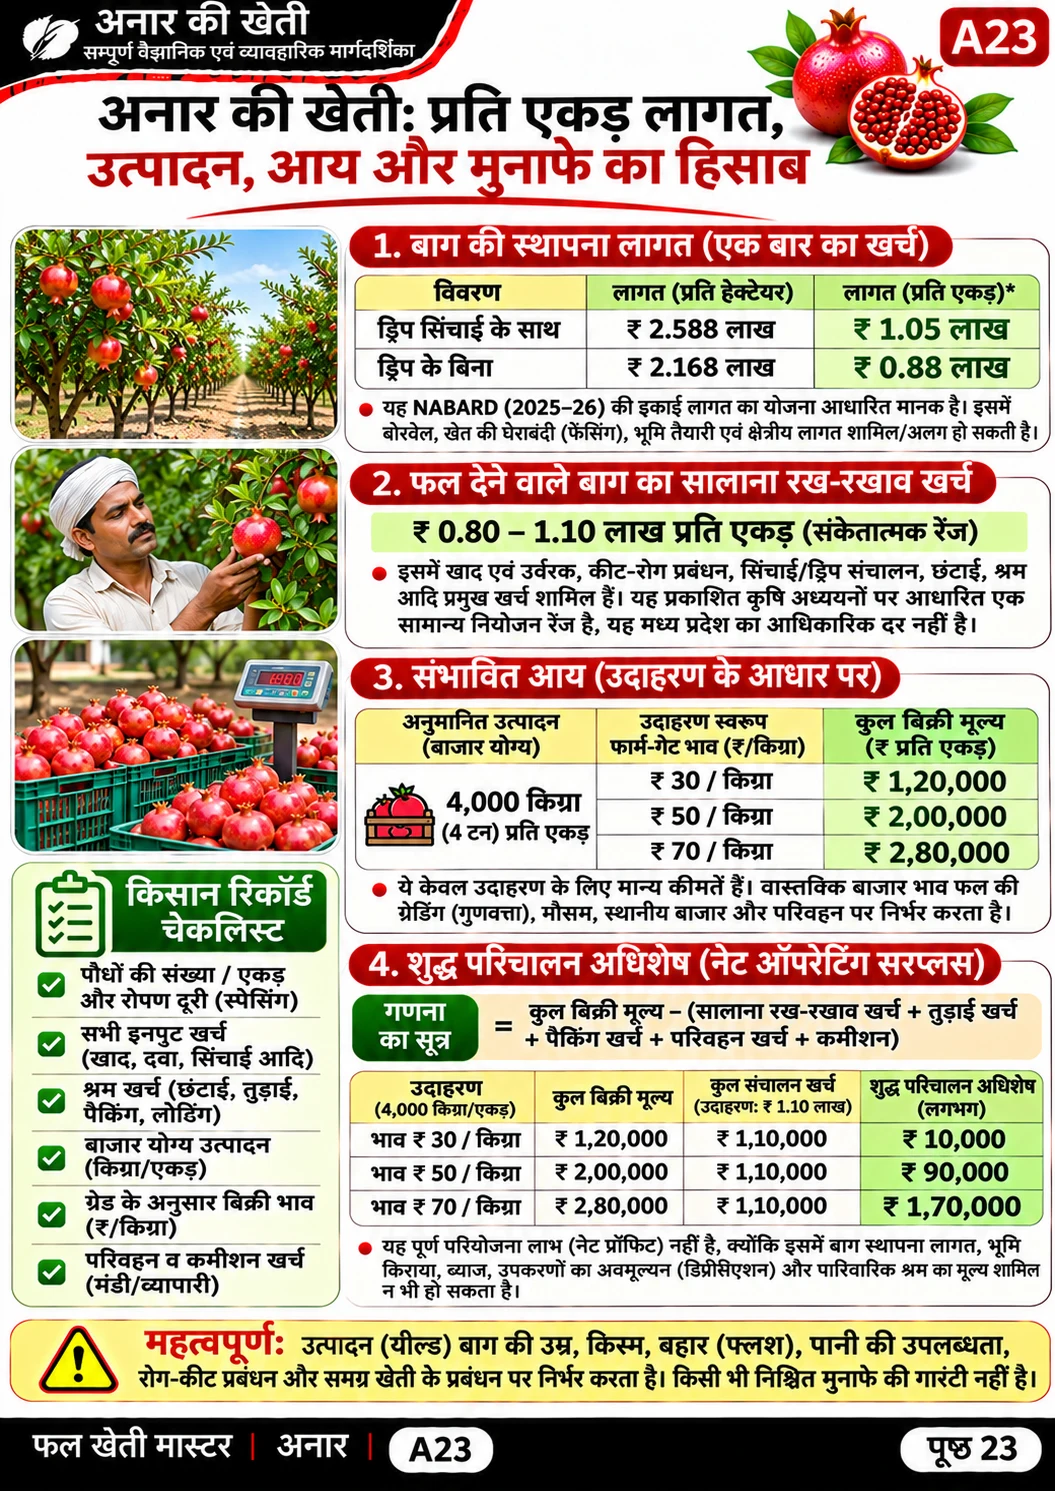 अनार की खेती
सम्पूर्ण वैज्ञानिक एवं व्यावहारिक मार्गदर्शिका
A23
अनार की खेती: प्रति एकड़ लागत,
उत्पादन, आय और मुनाफे का हिसाब
1. बाग की स्थापना लागत (एक बार का खर्च)
विवरण लागत (प्रति हेक्टेयर) लागत (प्रति एकड़)*
ड्रिप सिंचाई के साथ ₹ 2.588 लाख ₹ 1.05 लाख
ड्रिप के बिना ₹ 2.168 लाख ₹ 0.88 लाख
यह NABARD (2025–26) की इकाई लागत का योजना आधारित मानक है। इसमें
बोरवेल, खेत की घेराबंदी (फेंसिंग), भूमि तैयारी एवं क्षेत्रीय लागत शामिल/अलग हो सकती है।
2. फल देने वाले बाग का सालाना रख-रखाव खर्च
₹ 0.80 – 1.10 लाख प्रति एकड़ (संकेतात्मक रेंज)
इसमें खाद एवं उर्वरक, कीट-रोग प्रबंधन, सिंचाई/ड्रिप संचालन, छंटाई, श्रम
आदि प्रमुख खर्च शामिल हैं। यह प्रकाशित कृषि अध्ययनों पर आधारित एक
सामान्य नियोजन रेंज है, यह मध्य प्रदेश का आधिकारिक दर नहीं है।
3. संभावित आय (उदाहरण के आधार पर)
अनुमानित उत्पादन
(बाजार योग्य)
उदाहरण स्वरूप
फार्म-गेट भाव (₹/किग्रा)
कुल बिक्री मूल्य
(₹ प्रति एकड़)
4,000 किग्रा
(4 टन) प्रति एकड़
₹ 30 / किग्रा ₹ 1,20,000
₹ 50 / किग्रा ₹ 2,00,000
₹ 70 / किग्रा ₹ 2,80,000
ये केवल उदाहरण के लिए मान्य कीमतें हैं। वास्तक्कि बाजार भाव फल की
ग्रेडिंग (गुणवत्ता), मौसम, स्थानीय बाजार और परिवहन पर निर्भर करता है।
4. शुद्ध परिचालन अधिशेष (नेट ऑपरेटिंग सरप्लस)
गणना
का सूत्र
= कुल बिक्री मूल्य – (सालाना रख-रखाव खर्च + तुड़ाई खर्च
+ पैकिंग खर्च + परिवहन खर्च + कमीशन)
उदाहरण
(4,000 किग्रा/एकड़)
कुल बिक्री मूल्य
कुल संचालन खर्च
(उदाहरण: ₹ 1.10 लाख)
शुद्ध परिचालन अधिशेष
(लगभग)
भाव ₹ 30 / किग्रा ₹ 1,20,000 ₹ 1,10,000 ₹ 10,000
भाव ₹ 50 / किग्रा ₹ 2,00,000 ₹ 1,10,000 ₹ 90,000
भाव ₹ 70 / किग्रा ₹ 2,80,000 ₹ 1,10,000 ₹ 1,70,000
यह पूर्ण परियोजना लाभ (नेट प्रॉफिट) नहीं है, क्योंकि इसमें बाग स्थापना लागत, भूमि
किराया, ब्याज, उपकरणों का अवमूल्यन (डिप्रीसिएशन) और पारिवारिक श्रम का मूल्य शामिल
न भी हो सकता है।
किसान रिकॉर्ड
चेकलिस्ट
पौधों की संख्या / एकड़
और रोपण दूरी (स्पेसिंग)
सभी इनपुट खर्च
(खाद, दवा, सिंचाई आदि)
श्रम खर्च (छंटाई, तुड़ाई,
पैकिंग, लोडिंग)
बाजार योग्य उत्पादन
(किग्रा/एकड़)
ग्रेड के अनुसार बिक्री भाव
(₹/किग्रा)
परिवहन व कमीशन खर्च
(मंडी/व्यापारी)
महत्वपूर्ण: उत्पादन (यील्ड) बाग की उम्र, किस्म, बहार (फ्लश), पानी की उपलब्धता,
रोग-कीट प्रबंधन और समग्र खेती के प्रबंधन पर निर्भर करता है। किसी भी निश्चित मुनाफे की गारंटी नहीं है।
फल खेती मास्टर | अनार | A23
पृष्ठ 23